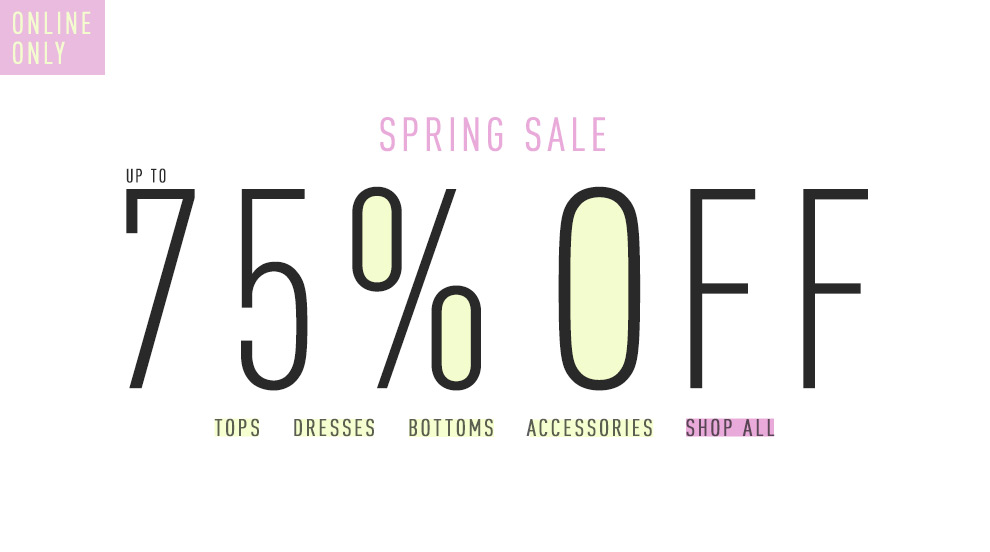 ONLINE
ONLY
SPRING SALE
UP TO
75% OFF
TOPS DRESSES BOTTOMS ACCESSORIES SHOP ALL